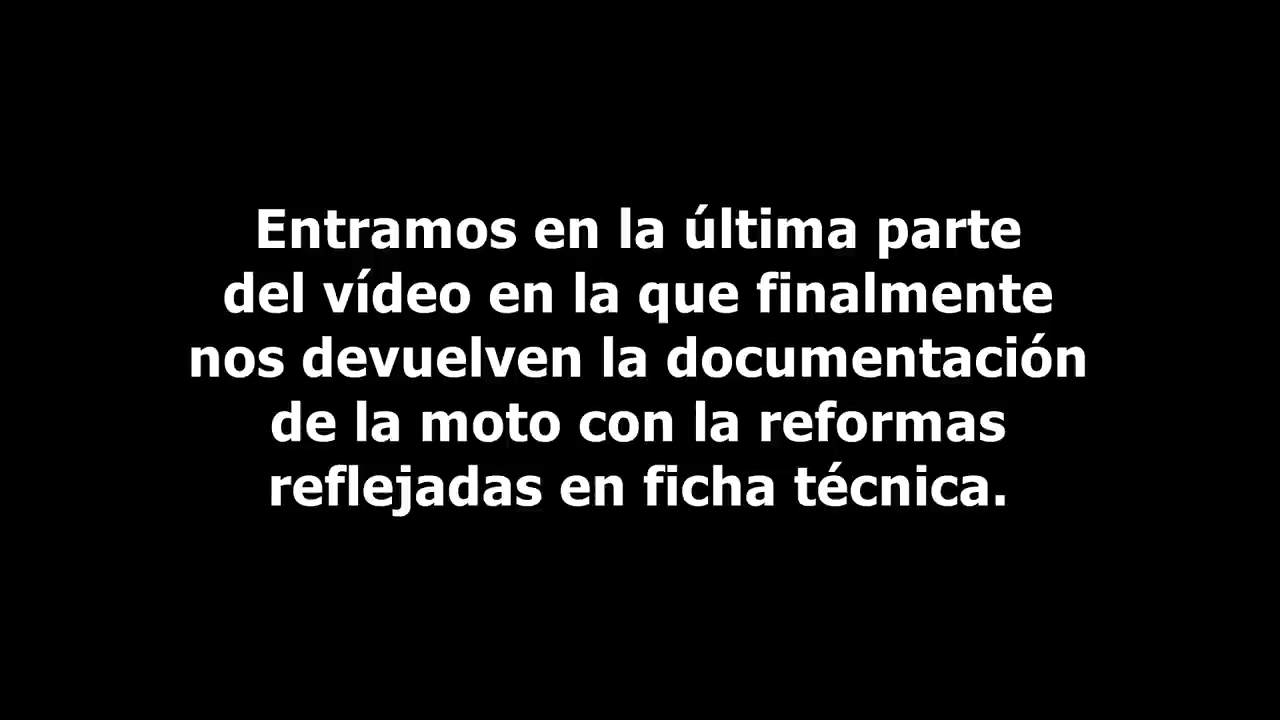 Entramos en la última parte
del vídeo en la que finalmente
nos devuelven la documentación
de la moto con la reformas
reflejadas en ficha técnica.